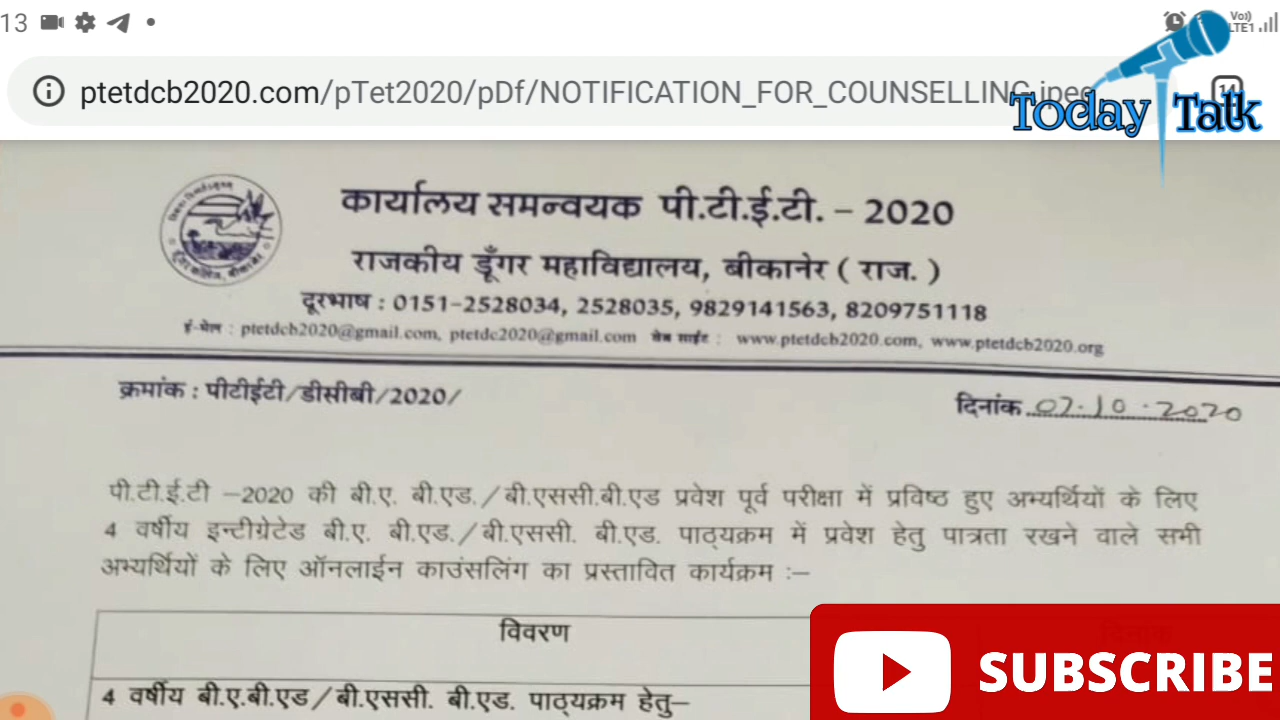 13
Vo))
LTE1
ptetdcb2020.com/pTet2020/pDf/NOTIFICATION_FOR_COUNSELLING.jpeg
Today Talk
कार्यालय समन्वयक पी.टी.ई.टी. – 2020
राजकीय डूँगर महाविद्यालय, बीकानेर ( राज. )
दूरभाष : 0151-2528034, 2528035, 9829141563, 8209751118
ई-मेल : ptetdcb2020@gmail.com, ptetdc2020@gmail.com वेब साईट : www.ptetdcb2020.com, www.ptetdcb2020.org
क्रमांक : पीटीईटी/डीसीबी/2020/
दिनांक 07.10.2020
पी.टी.ई.टी –2020 की बी.ए. बी.एड./बी.एससी.बी.एड प्रवेश पूर्व परीक्षा में प्रविष्ठ हुए अभ्यर्थियों के लिए
4 वर्षीय इन्टीग्रेटेड बी.ए. बी.एड./बी.एससी. बी.एड. पाठ्यक्रम में प्रवेश हेतु पात्रता रखने वाले सभी
अभ्यर्थियों के लिए ऑनलाईन काउंसलिंग का प्रस्तावित कार्यक्रम :–
विवरण
दिनांक
4 वर्षीय बी.ए.बी.एड/बी.एससी. बी.एड. पाठ्यक्रम हेतु–
SUBSCRIBE